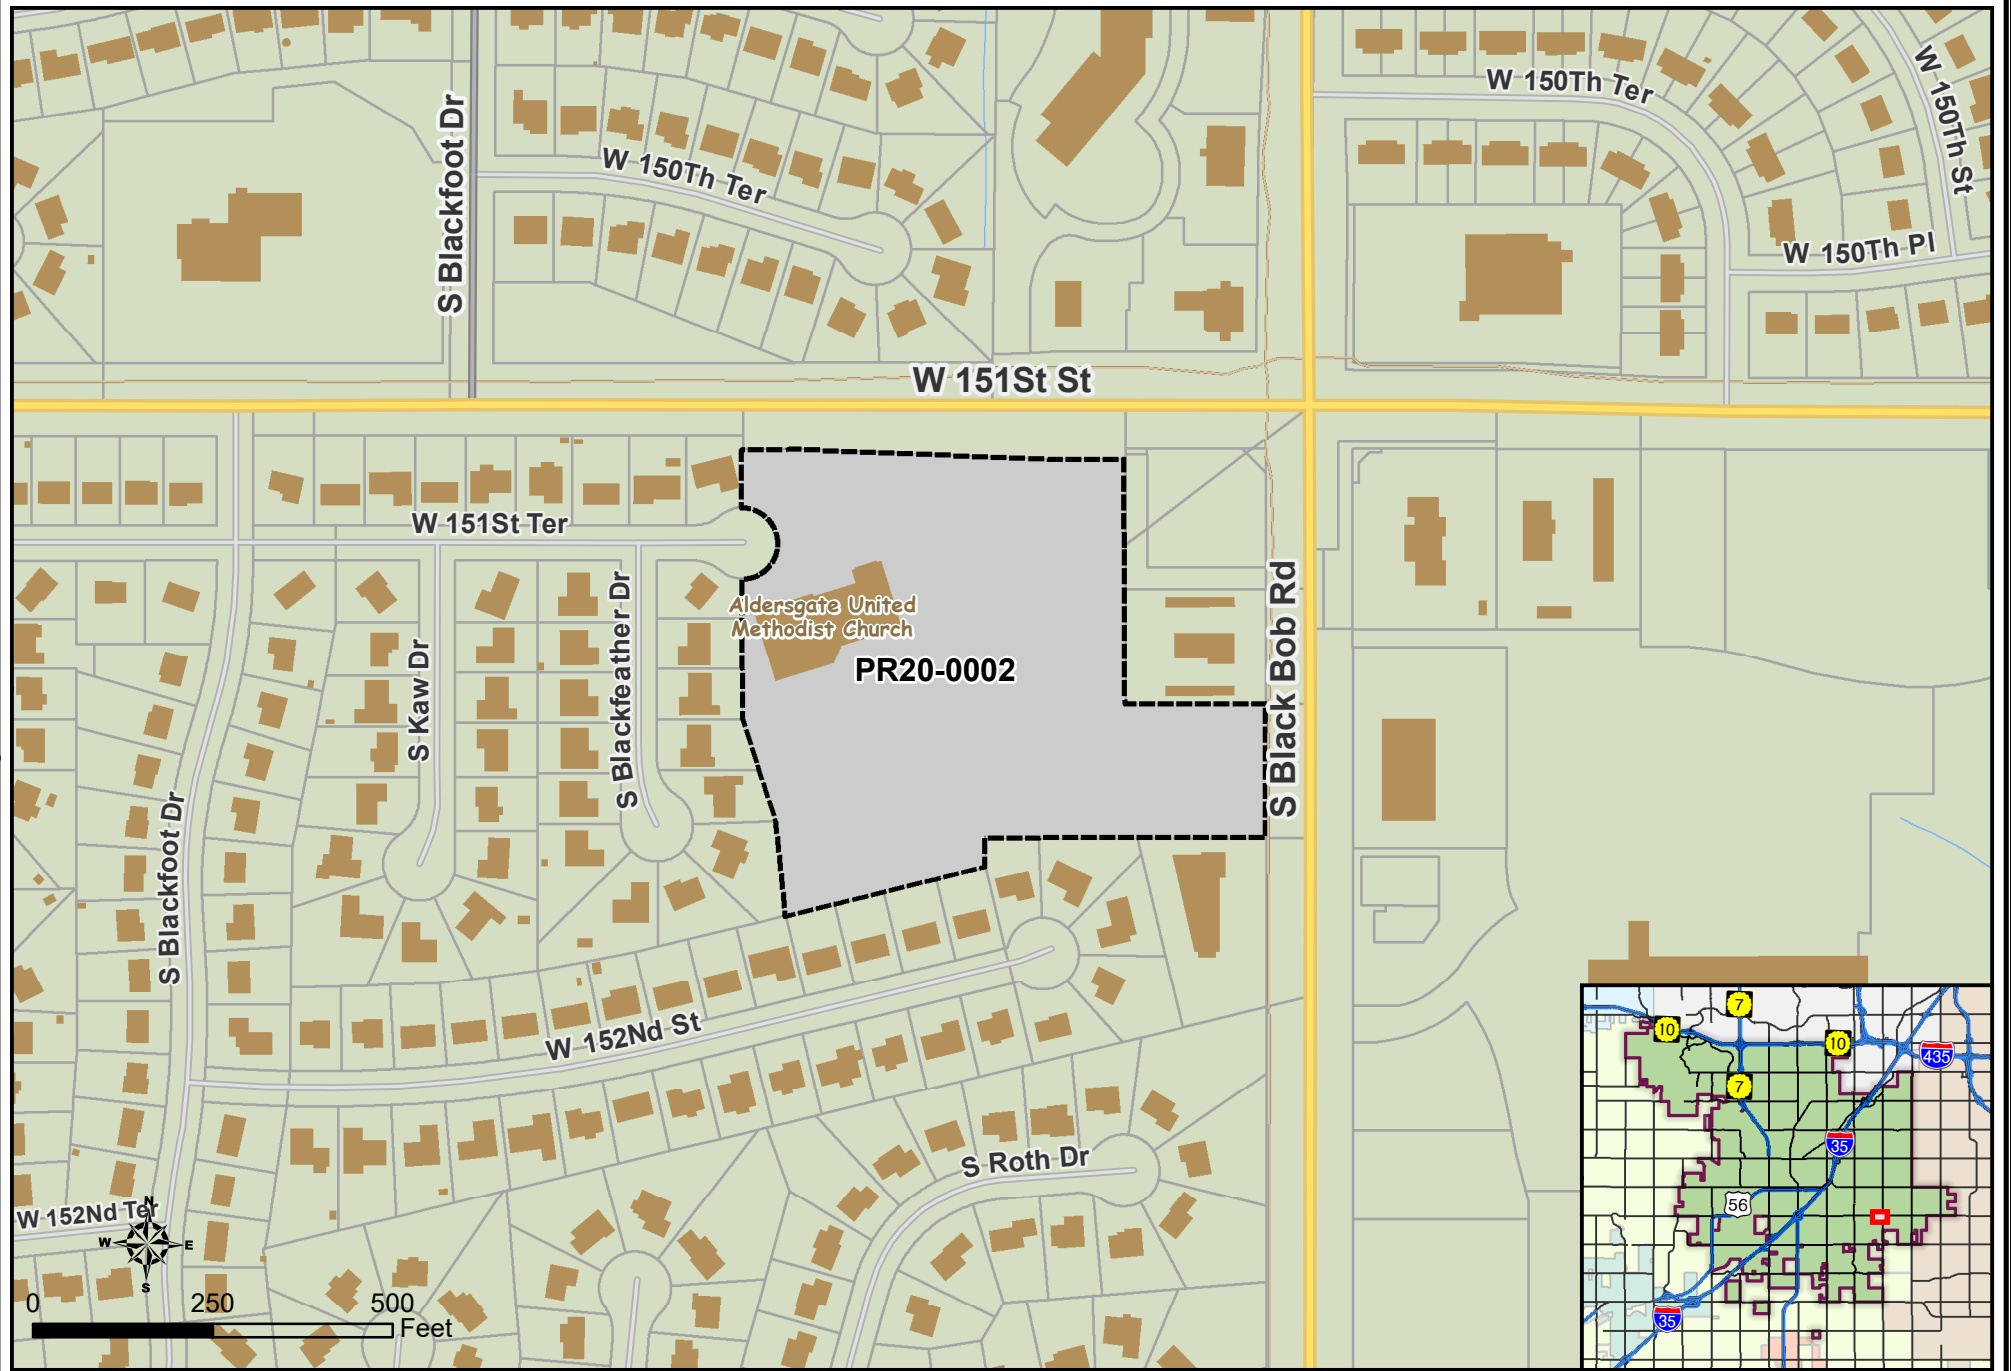 W 150Th Ter
W 150Th St
S Blackfoot Dr
W 150Th Ter
W 150Th Pl
W 151St St
W 151St Ter
S Blackfeather Dr
Aldersgate United
Methodist Church
S Black Bob Rd
S Kaw Dr
PR20-0002
S Blackfoot Dr
W 152Nd St
S Roth Dr
W 152Nd Ter
N
W
E
S
0
250
500
Feet
7
10
10
435
7
35
56
35